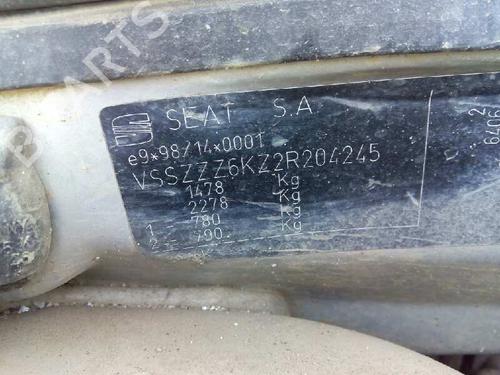 SEAT S.A
e9*98/14*0001
VSSZZZ6KZ2R204245
1478 Kg
2278 Kg
1 - 780 Kg
2 - 790 Kg